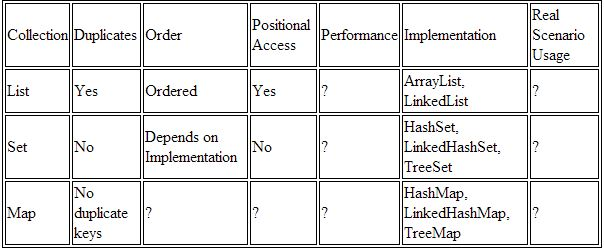 Collection Duplicates Order Positional Access Performance Implementation Real Scenario Usage
List Yes Ordered Yes ? ArrayList, LinkedList ?
Set No Depends on Implementation No ? HashSet, LinkedHashSet, TreeSet ?
Map No duplicate keys ? ? ? HashMap, LinkedHashMap, TreeMap ?